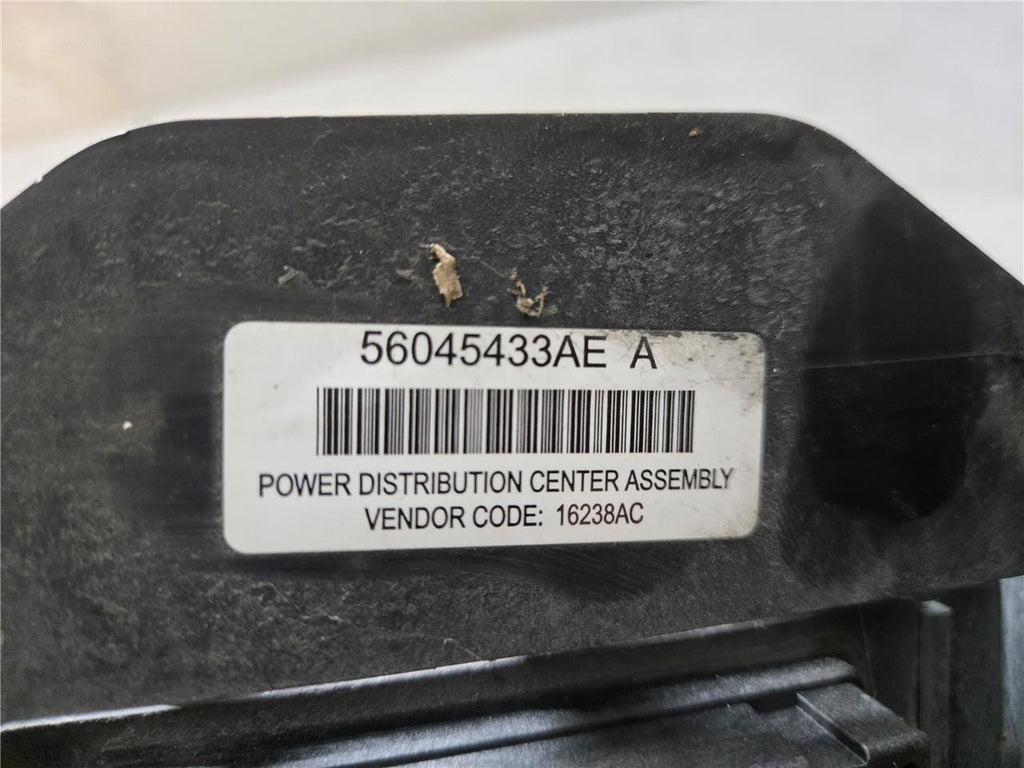 56045433AE A
POWER DISTRIBUTION CENTER ASSEMBLY
VENDOR CODE: 16238AC